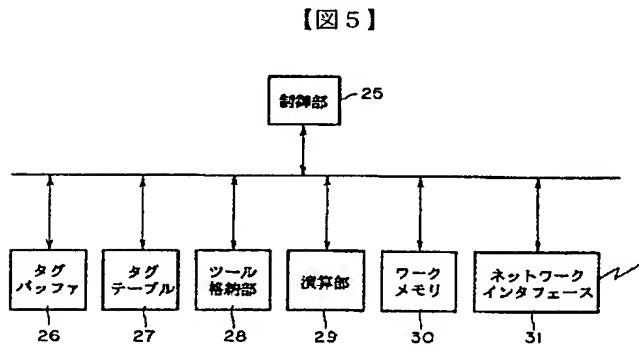 【図5】
制御部
25
タグ
バッファ
タグ
テーブル
ツール
格納部
演算部
ワーク
メモリ
ネットワーク
インタフェース
26
27
28
29
30
31